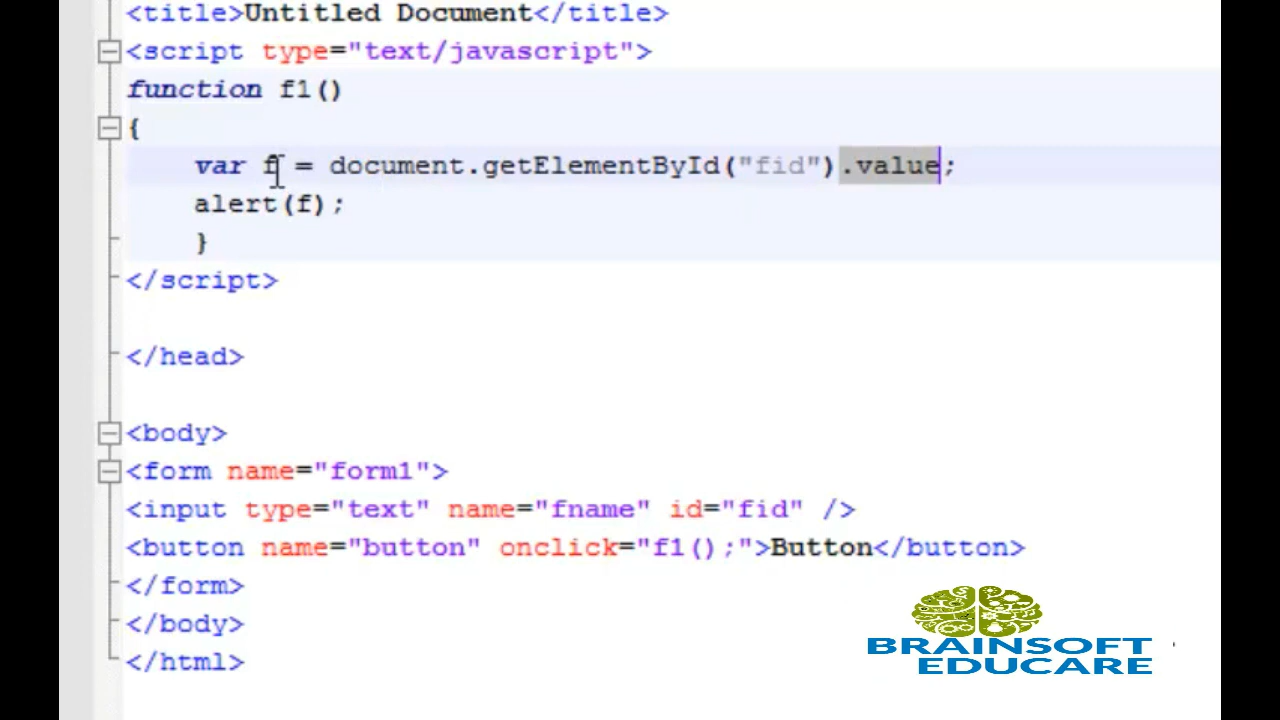 <title>Untitled Document</title>
<script type="text/javascript">
function f1()
{
var f = document.getElementById("fid").value;
alert(f);
}
</script>
</head>
<body>
<form name="form1">
<input type="text" name="fname" id="fid" />
<button name="button" onclick="f1();">Button</button>
</form>
</body>
</html>
BRAINSOFT
EDUCARE